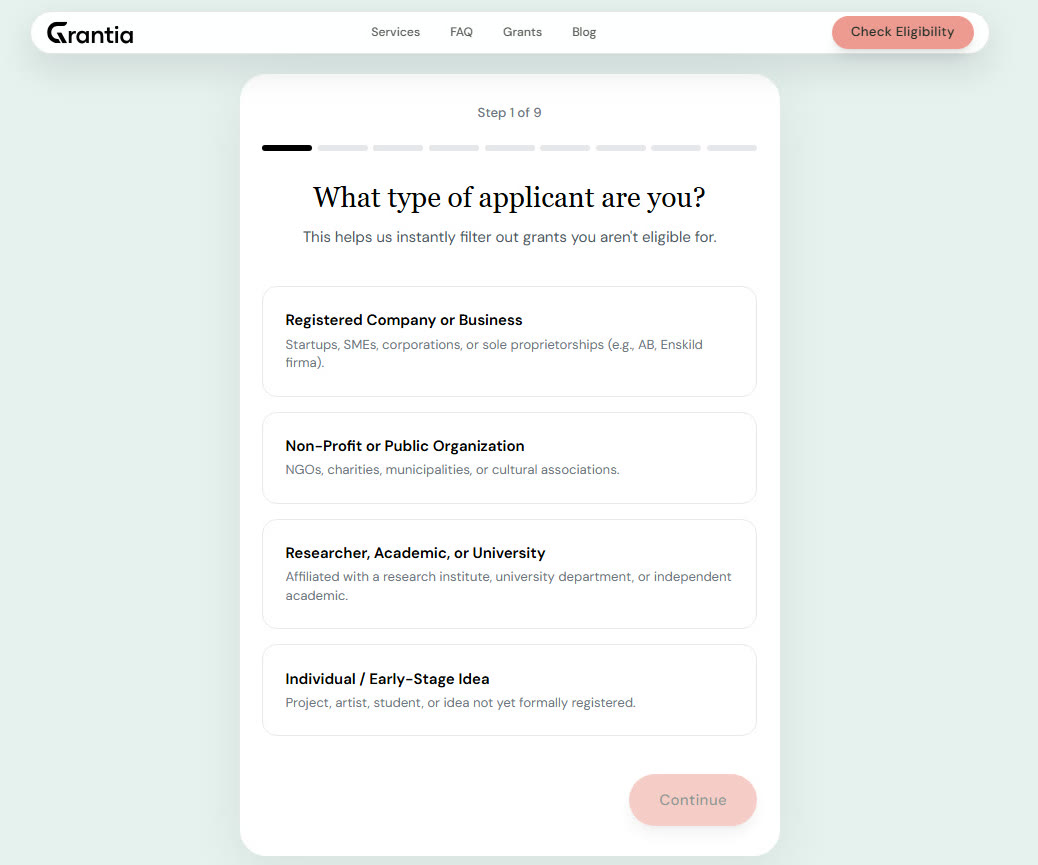 Grantia
Services
FAQ
Grants
Blog
Check Eligibility
Step 1 of 9
What type of applicant are you?
This helps us instantly filter out grants you aren't eligible for.
Registered Company or Business
Startups, SMEs, corporations, or sole proprietorships (e.g., AB, Enskild
firma).
Non-Profit or Public Organization
NGOs, charities, municipalities, or cultural associations.
Researcher, Academic, or University
Affiliated with a research institute, university department, or independent
academic.
Individual / Early-Stage Idea
Project, artist, student, or idea not yet formally registered.
Continue